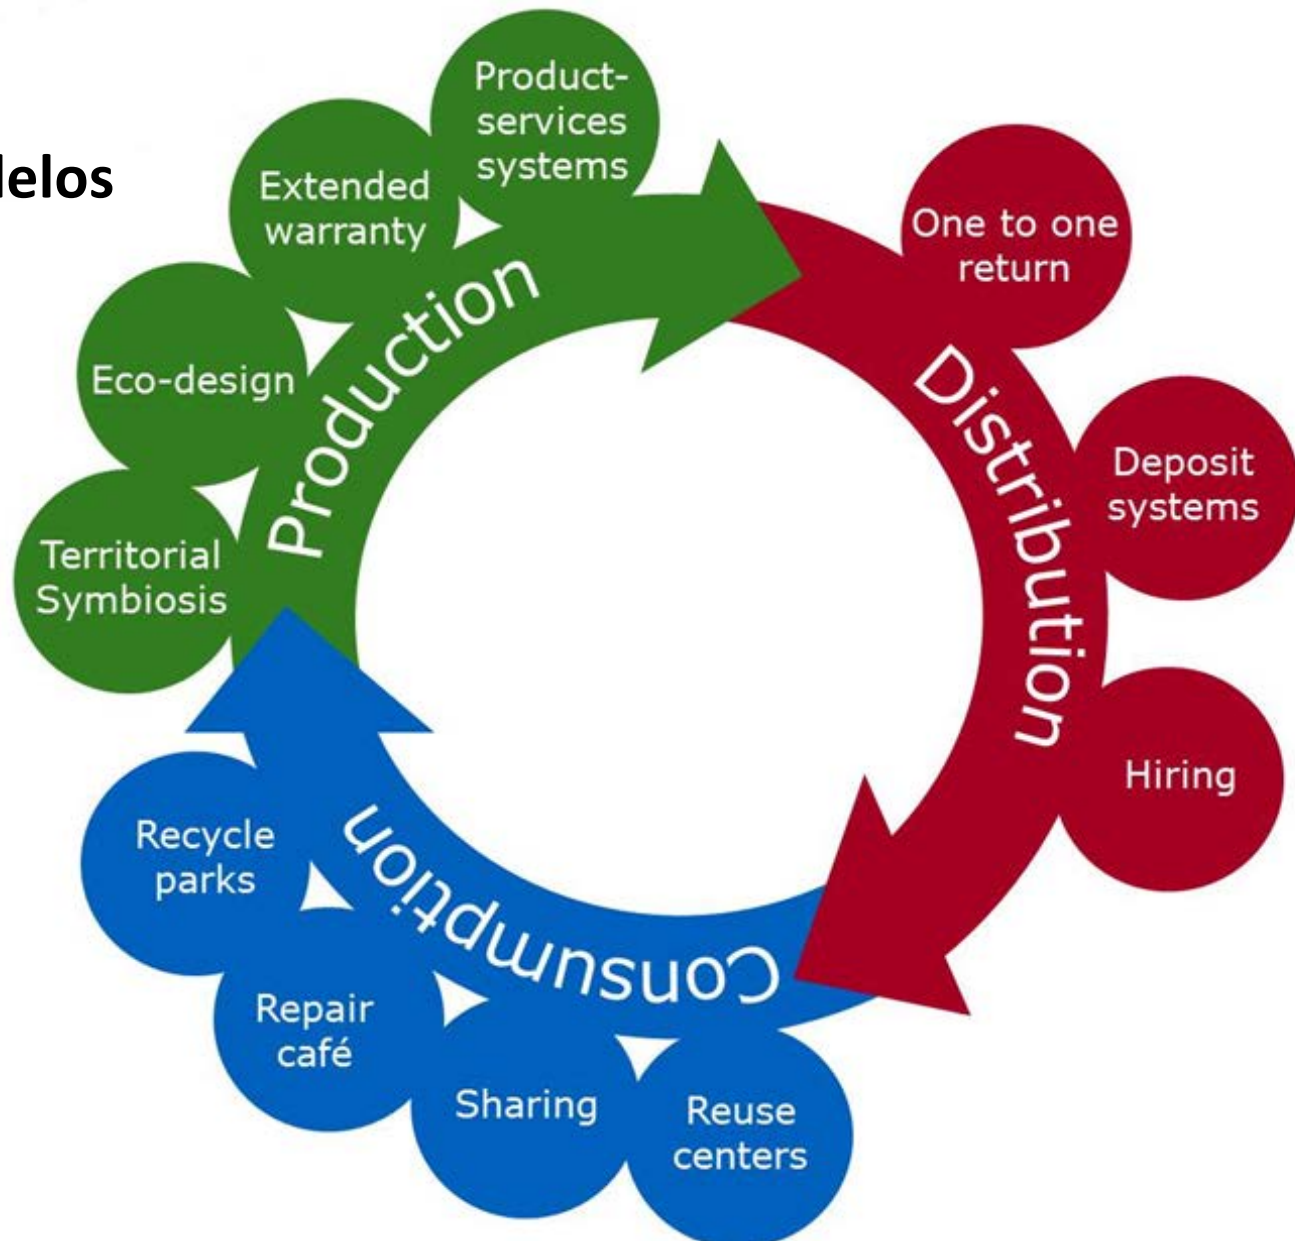 Product-
services
systems
Extended
warranty
Eco-design
Territorial
Symbiosis
Production
One to one
return
Deposit
systems
Hiring
Distribution
Reuse
centers
Sharing
Repair
café
Recycle
parks
Consumption